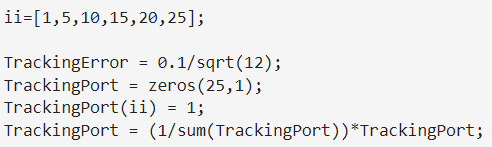 ii=[1,5,10,15,20,25];
TrackingError = 0.1/sqrt(12);
TrackingPort = zeros(25,1);
TrackingPort(ii) = 1;
TrackingPort = (1/sum(TrackingPort))*TrackingPort;